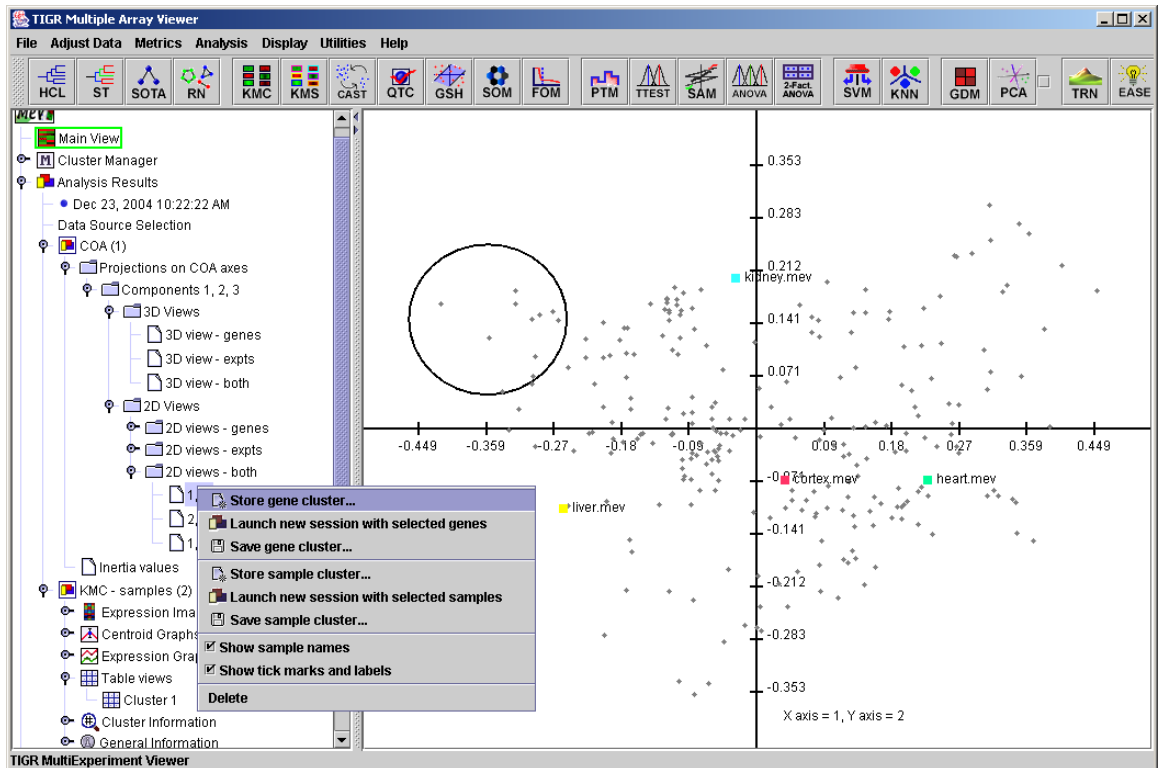 TIGR Multiple Array Viewer
File Adjust Data Metrics Analysis Display Utilities Help
HCL ST SOTA RN KMC KMS CAST QTC GSH SOM FOM PTM TTEST SAM ANOVA 2-Fact. ANOVA SVM KNN GDM PCA TRN EASE
MeV
Main View
M Cluster Manager
Analysis Results
Dec 23, 2004 10:22:22 AM
Data Source Selection
COA (1)
Projections on COA axes
Components 1, 2, 3
3D Views
3D view - genes
3D view - expts
3D view - both
2D Views
2D views - genes
2D views - expts
2D views - both
1,
2,
1,
Inertia values
KMC - samples (2)
Expression Ima
Centroid Graphs
Expression Gra
Table views
Cluster 1
Cluster Information
General Information
Store gene cluster...
Launch new session with selected genes
Save gene cluster...
Store sample cluster...
Launch new session with selected samples
Save sample cluster...
Show sample names
Show tick marks and labels
Delete
0.353
0.283
0.212
kidney.mev
0.141
0.071
-0.449 -0.359 -0.27 -0.18 -0.09 0.09 0.18 0.27 0.359 0.449
-0.071
cortex.mev
heart.mev
liver.mev
-0.141
-0.212
-0.283
-0.353
X axis = 1, Y axis = 2
TIGR MultiExperiment Viewer